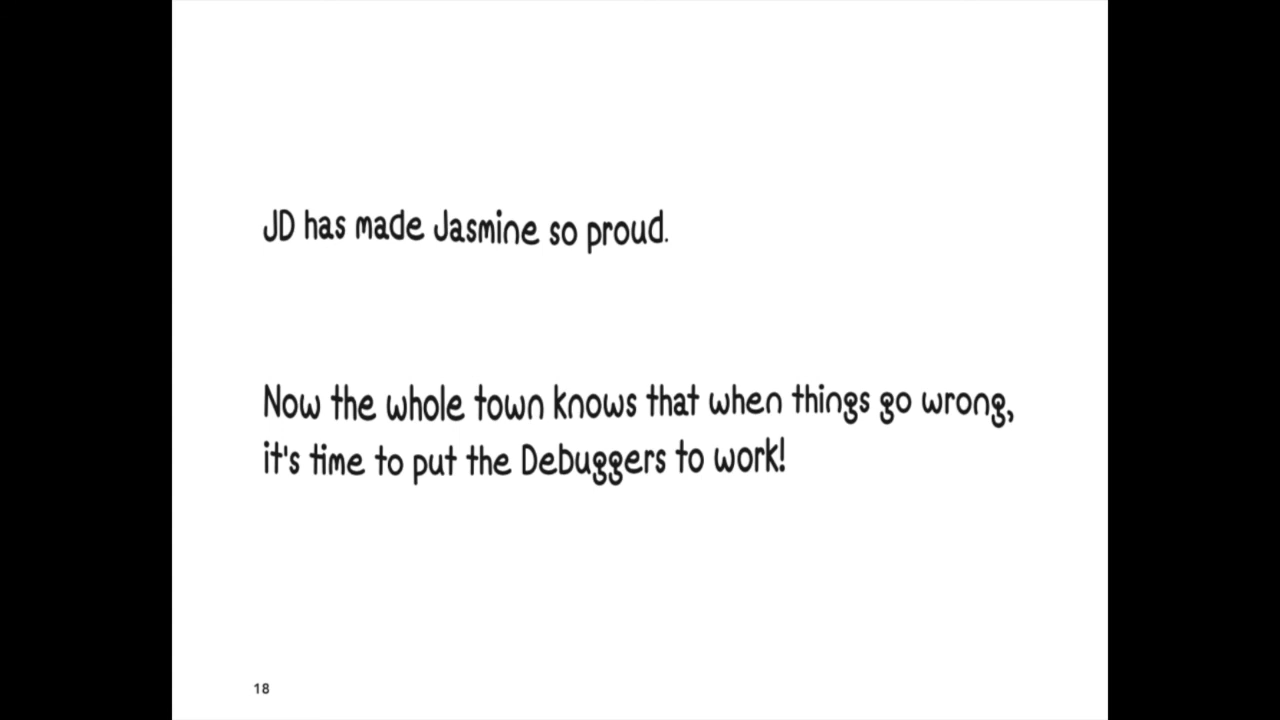 JD has made Jasmine so proud.
Now the whole town knows that when things go wrong,
it's time to put the Debuggers to work!
18